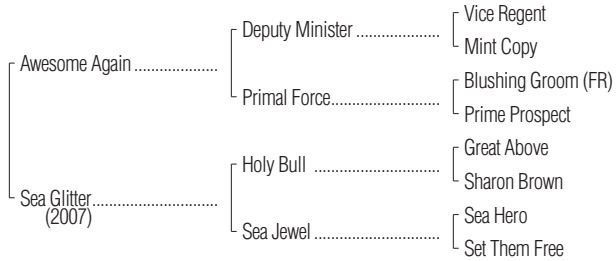 Vice Regent
Deputy Minister ....................
Mint Copy
Awesome Again ....................
Blushing Groom (FR)
Primal Force..........................
Prime Prospect
Great Above
Holy Bull ..............................
Sharon Brown
Sea Glitter..............................
(2007)
Sea Hero
Sea Jewel ..............................
Set Them Free